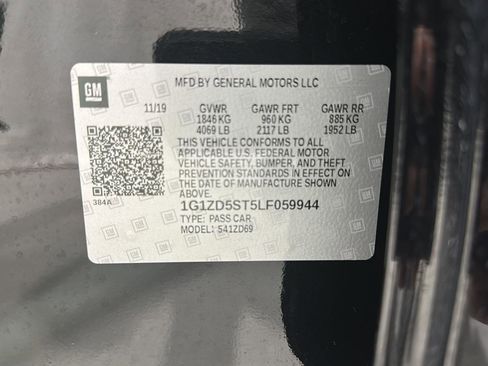 GM
MFD BY GENERAL MOTORS LLC
11/19 GVWR GAWR FRT GAWR RR
1846 KG 960 KG 885 KG
4069 LB 2117 LB 1952 LB
THIS VEHICLE CONFORMS TO ALL
APPLICABLE U.S. FEDERAL MOTOR
VEHICLE SAFETY, BUMPER, AND THEFT
PREVENTION STANDARDS IN EFFECT ON
THE DATE OF MANUFACTURE SHOWN
ABOVE.
384A
1G1ZD5ST5LF059944
TYPE: PASS CAR
MODEL: S41ZD69